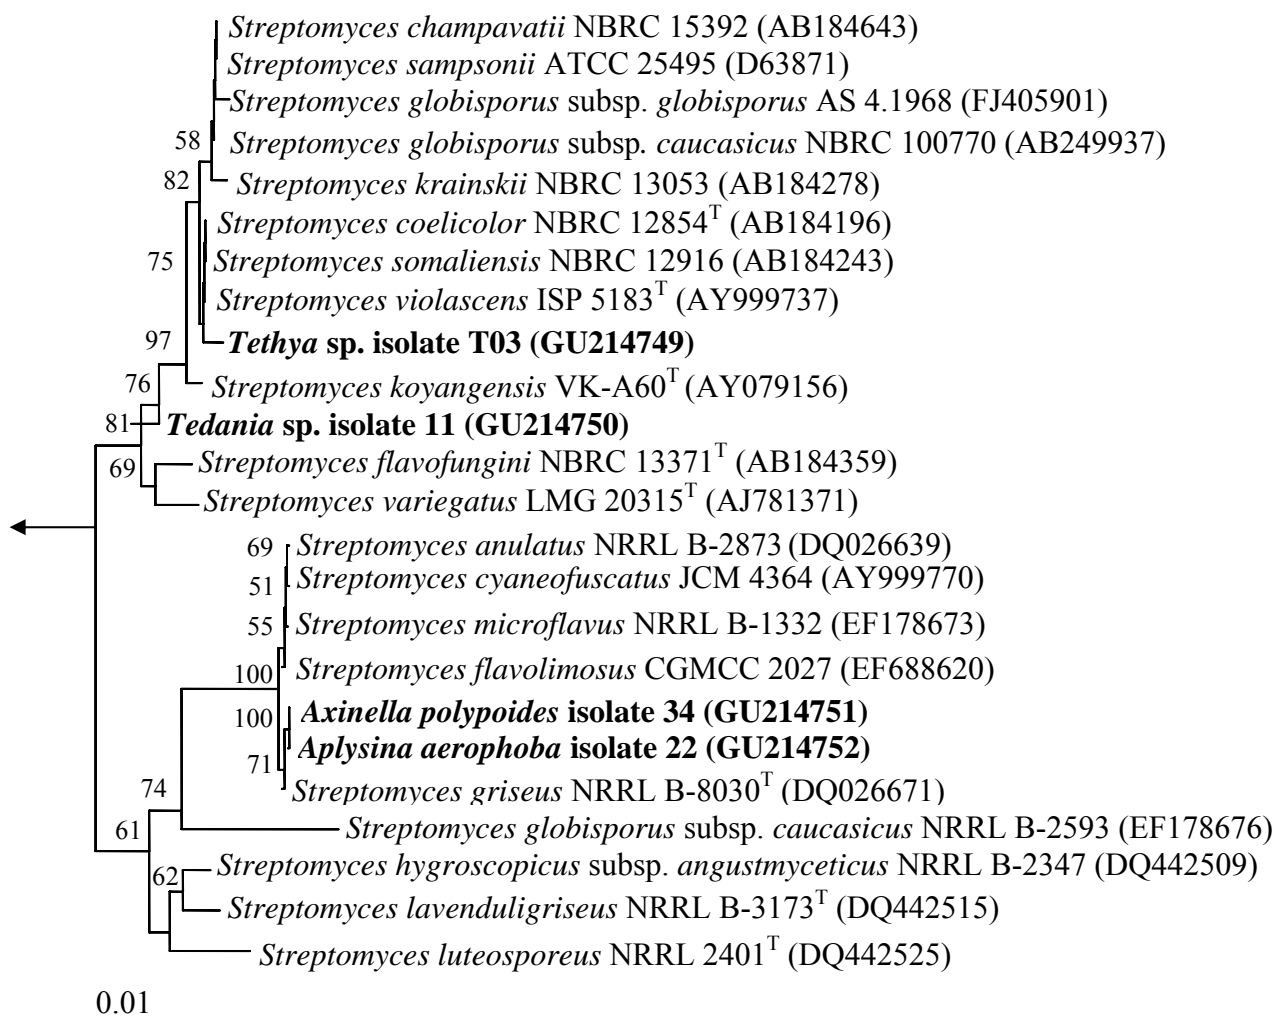 Streptomyces champavatii NBRC 15392 (AB184643)
Streptomyces sampsonii ATCC 25495 (D63871)
Streptomyces globisporus subsp. globisporus AS 4.1968 (FJ405901)
58
Streptomyces globisporus subsp. caucasicus NBRC 100770 (AB249937)
82
Streptomyces krainskii NBRC 13053 (AB184278)
Streptomyces coelicolor NBRC 12854T (AB184196)
75
Streptomyces somaliensis NBRC 12916 (AB184243)
Streptomyces violascens ISP 5183T (AY999737)
97
Tethya sp. isolate T03 (GU214749)
76
Streptomyces koyangensis VK-A60T (AY079156)
81
Tedania sp. isolate 11 (GU214750)
69
Streptomyces flavofungini NBRC 13371T (AB184359)
Streptomyces variegatus LMG 20315T (AJ781371)
69
Streptomyces anulatus NRRL B-2873 (DQ026639)
51
Streptomyces cyaneofuscatus JCM 4364 (AY999770)
55
Streptomyces microflavus NRRL B-1332 (EF178673)
100
Streptomyces flavolimosus CGMCC 2027 (EF688620)
100
Axinella polypoides isolate 34 (GU214751)
Aplysina aerophoba isolate 22 (GU214752)
71
74
Streptomyces griseus NRRL B-8030T (DQ026671)
61
Streptomyces globisporus subsp. caucasicus NRRL B-2593 (EF178676)
62
Streptomyces hygroscopicus subsp. angustmyceticus NRRL B-2347 (DQ442509)
Streptomyces lavenduligriseus NRRL B-3173T (DQ442515)
Streptomyces luteosporeus NRRL 2401T (DQ442525)
0.01